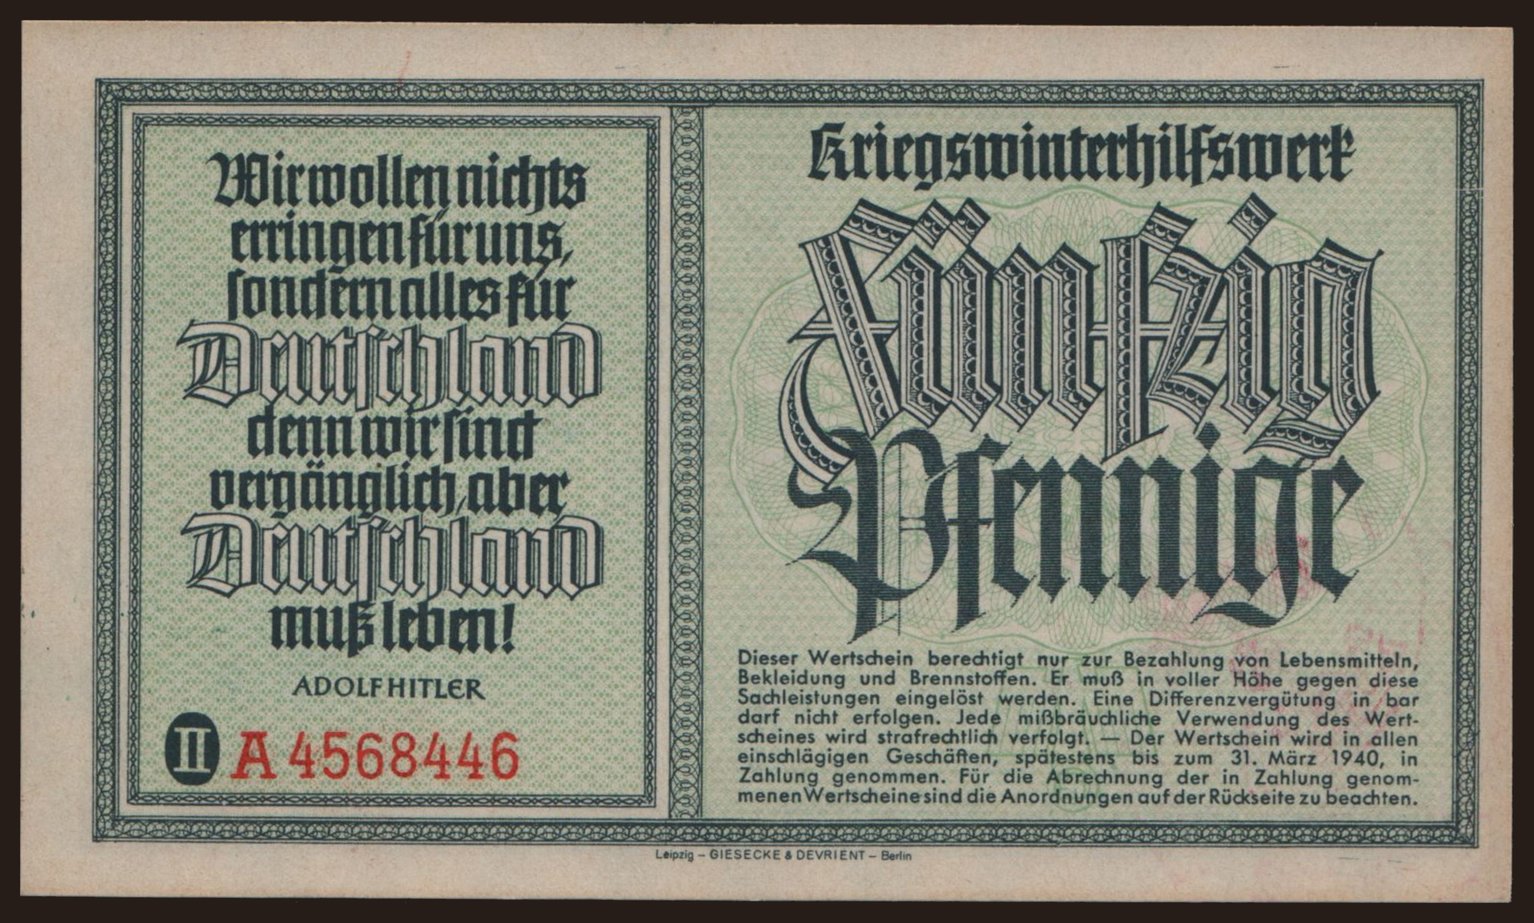 Wir wollen nichts
erringen für uns,
sondern alles für
Deutschland
denn wir sind
vergänglich, aber
Deutschland
muß leben!
ADOLF HITLER
II A 4568446
Kriegswinterhilfswerk
Fünfzig
Pfennige
Dieser Wertschein berechtigt nur zur Bezahlung von Lebensmitteln,
Bekleidung und Brennstoffen. Er muß in voller Höhe gegen diese
Sachleistungen eingelöst werden. Eine Differenzvergütung in bar
darf nicht erfolgen. Jede mißbräuchliche Verwendung des Wert-
scheines wird strafrechtlich verfolgt. — Der Wertschein wird in allen
einschlägigen Geschäften, spätestens bis zum 31. März 1940, in
Zahlung genommen. Für die Abrechnung der in Zahlung genom-
menen Wertscheine sind die Anordnungen auf der Rückseite zu beachten.
Leipzig – GIESECKE & DEVRIENT – Berlin